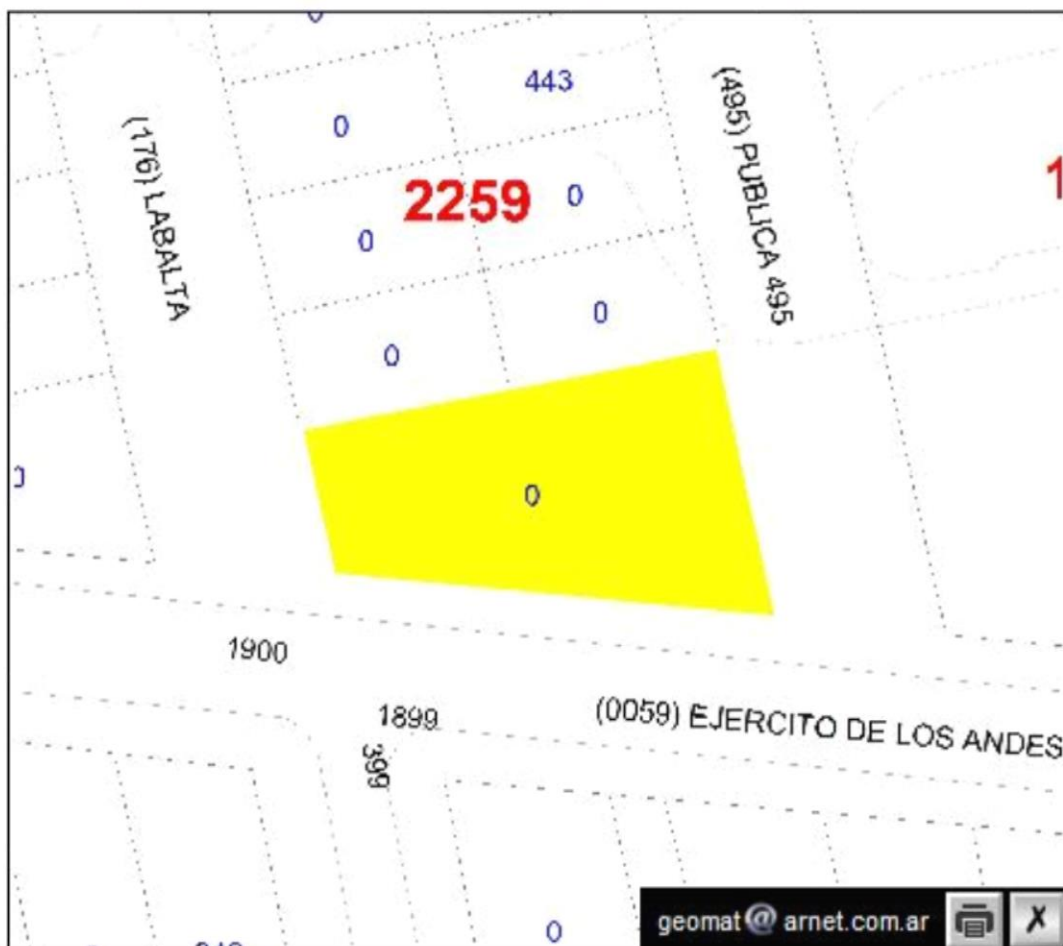 443
0
(176) LABALTA
(495) PUBLICA 495
2259
0
0
0
0
0
1900
1899
399
(0059) EJERCITO DE LOS ANDES
0
geomat@arnet.com.ar
X